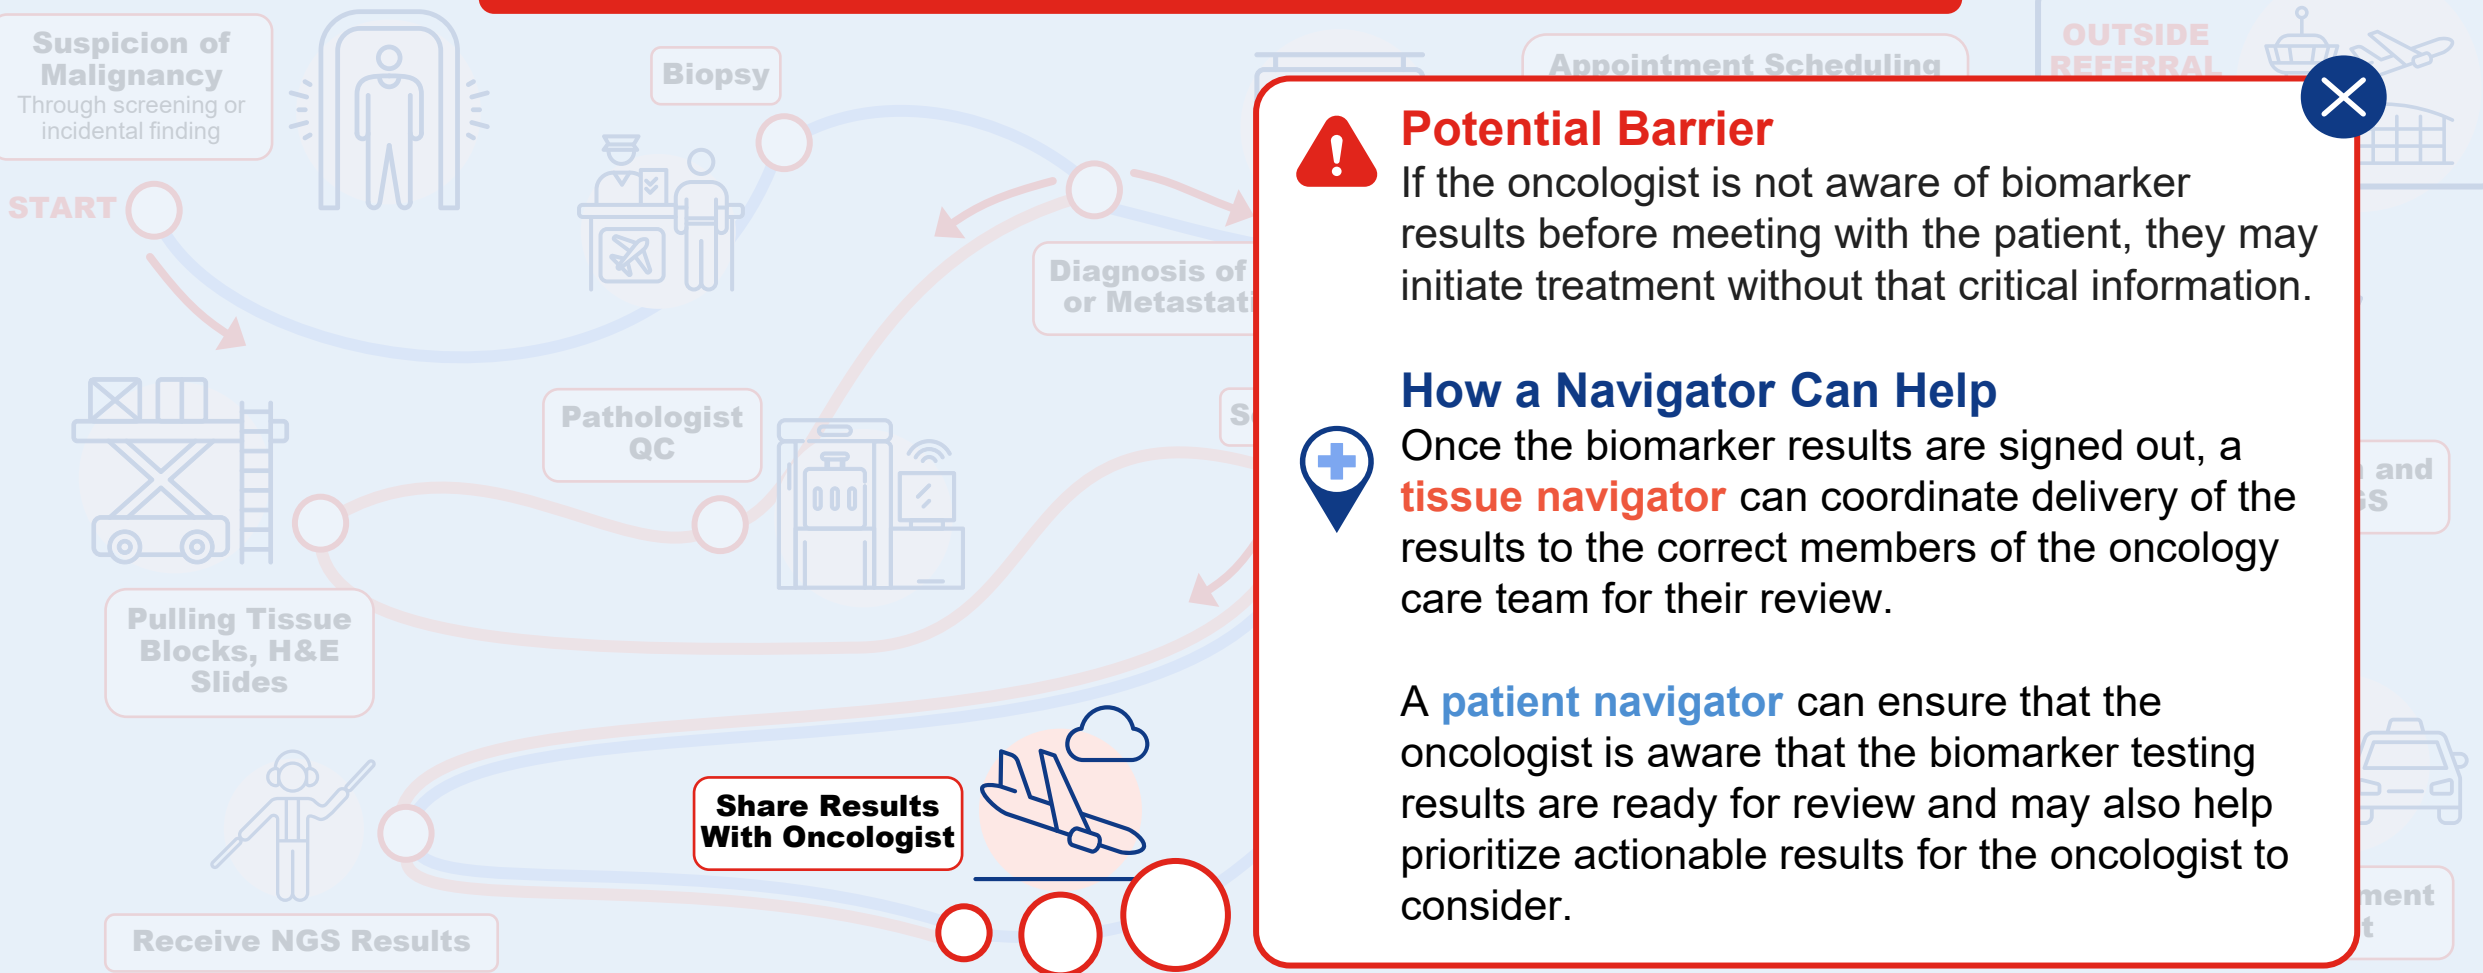 Suspicion of
Malignancy
Through screening or
incidental finding
START
Biopsy
Appointment Scheduling
OUTSIDE
REFERRAL
Diagnosis of
or Metastati
Pathologist
QC
Pulling Tissue
Blocks, H&E
Slides
Receive NGS Results
Share Results
With Oncologist
Potential Barrier
If the oncologist is not aware of biomarker
results before meeting with the patient, they may
initiate treatment without that critical information.
How a Navigator Can Help
Once the biomarker results are signed out, a
tissue navigator can coordinate delivery of the
results to the correct members of the oncology
care team for their review.
A patient navigator can ensure that the
oncologist is aware that the biomarker testing
results are ready for review and may also help
prioritize actionable results for the oncologist to
consider.
and